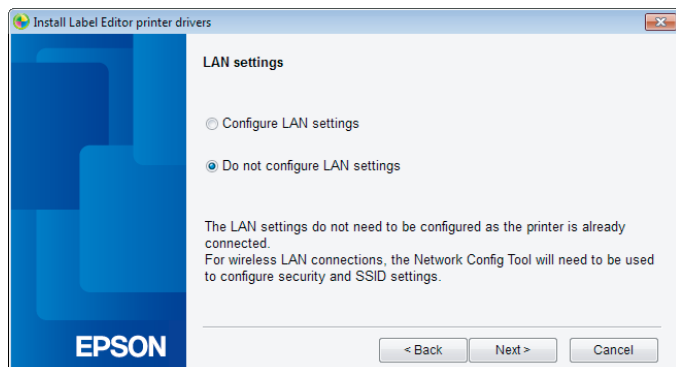 Install Label Editor printer drivers
LAN settings
Configure LAN settings
Do not configure LAN settings
The LAN settings do not need to be configured as the printer is already
connected.
For wireless LAN connections, the Network Config Tool will need to be used
to configure security and SSID settings.
EPSON
< Back Next > Cancel